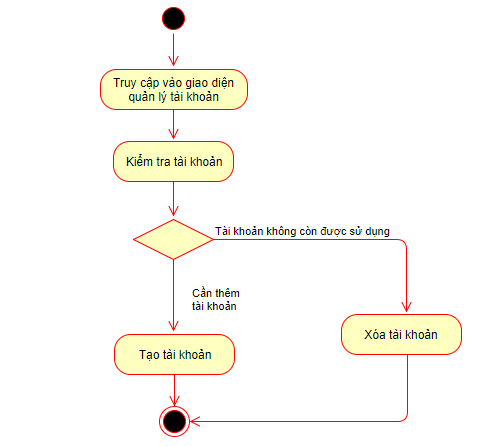 Truy cập vào giao diện
quản lý tài khoản
Kiểm tra tài khoản
Tài khoản không còn được sử dụng
Cần thêm
tài khoản
Xóa tài khoản
Tạo tài khoản